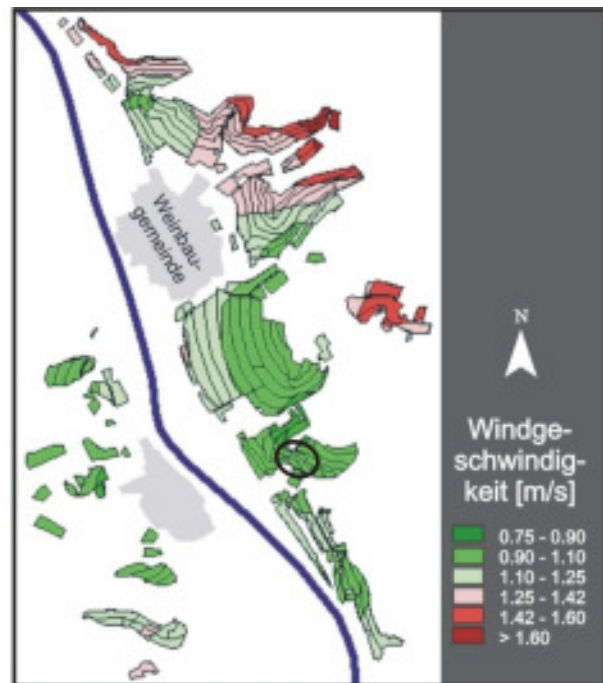 Weinbau-
gemeinde
N
Windge-
schwindig-
keit [m/s]
0.75 - 0.90
0.90 - 1.10
1.10 - 1.25
1.25 - 1.42
1.42 - 1.60
> 1.60